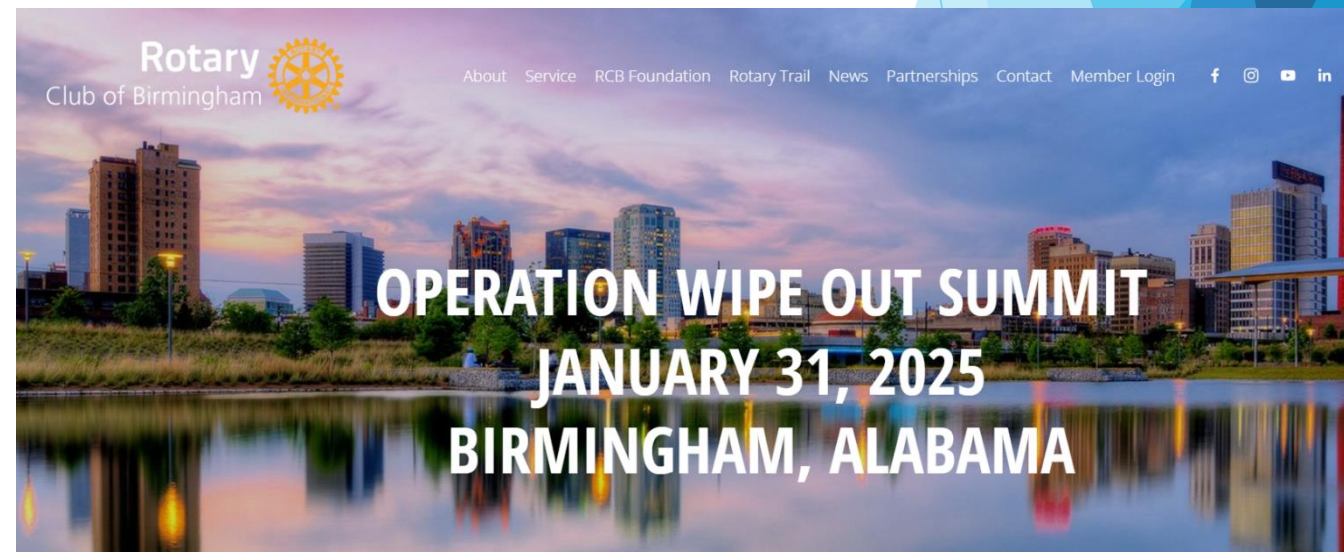 Rotary
Club of Birmingham
About Service RCB Foundation Rotary Trail News Partnerships Contact Member Login
OPERATION WIPE OUT SUMMIT
JANUARY 31, 2025
BIRMINGHAM, ALABAMA